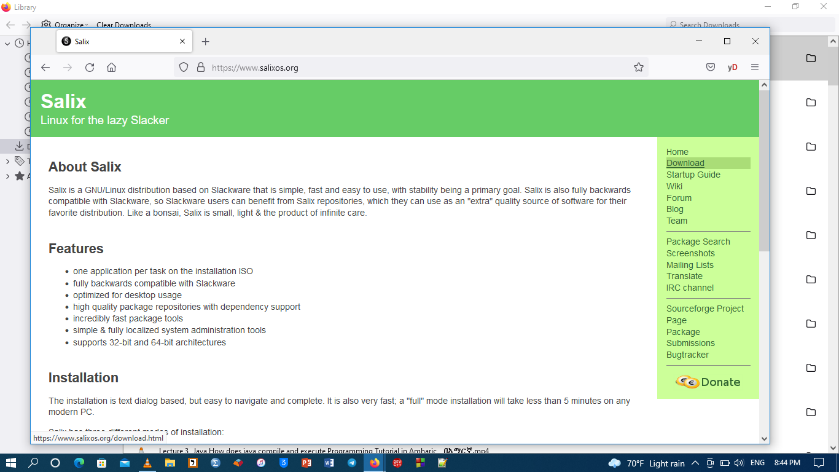 Library
Organize
Clear Downloads
Search Downloads
Salix
https://www.salixos.org
Salix
Linux for the lazy Slacker
About Salix
Salix is a GNU/Linux distribution based on Slackware that is simple, fast and easy to use, with stability being a primary goal. Salix is also fully backwards
compatible with Slackware, so Slackware users can benefit from Salix repositories, which they can use as an "extra" quality source of software for their
favorite distribution. Like a bonsai, Salix is small, light & the product of infinite care.
Features
one application per task on the installation ISO
fully backwards compatible with Slackware
optimized for desktop usage
high quality package repositories with dependency support
incredibly fast package tools
simple & fully localized system administration tools
supports 32-bit and 64-bit architectures
Installation
The installation is text dialog based, but easy to navigate and complete. It is also very fast; a "full" mode installation will take less than 5 minutes on any
modern PC.
Salix has three different modes of installation:
https://www.salixos.org/download.html
Home
Download
Startup Guide
Wiki
Forum
Blog
Team
Package Search
Screenshots
Mailing Lists
Translate
IRC channel
Sourceforge Project
Page
Package
Submissions
Bugtracker
Donate
Lecture 3 Java How does java compile and execute Programming Tutorial in Amharic
.mp4
70°F Light rain
ENG
8:44 PM